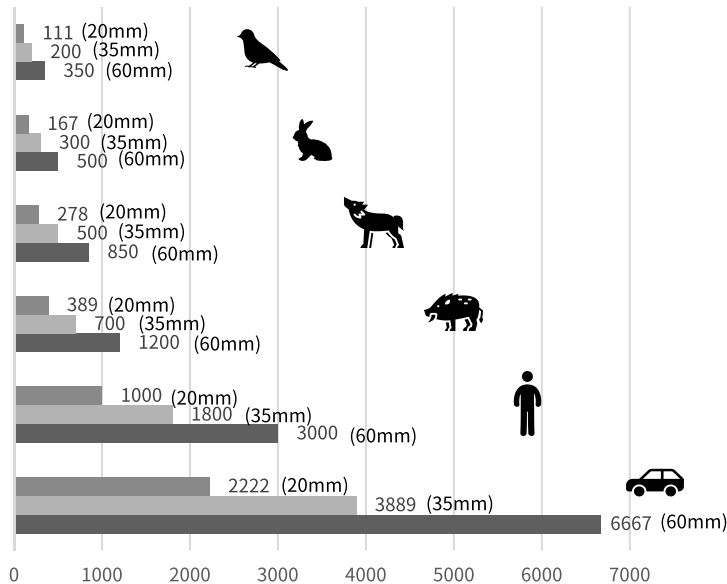 111 (20mm)
200 (35mm)
350 (60mm)
167 (20mm)
300 (35mm)
500 (60mm)
278 (20mm)
500 (35mm)
850 (60mm)
389 (20mm)
700 (35mm)
1200 (60mm)
1000 (20mm)
1800 (35mm)
3000 (60mm)
2222 (20mm)
3889 (35mm)
6667 (60mm)
0 1000 2000 3000 4000 5000 6000 7000